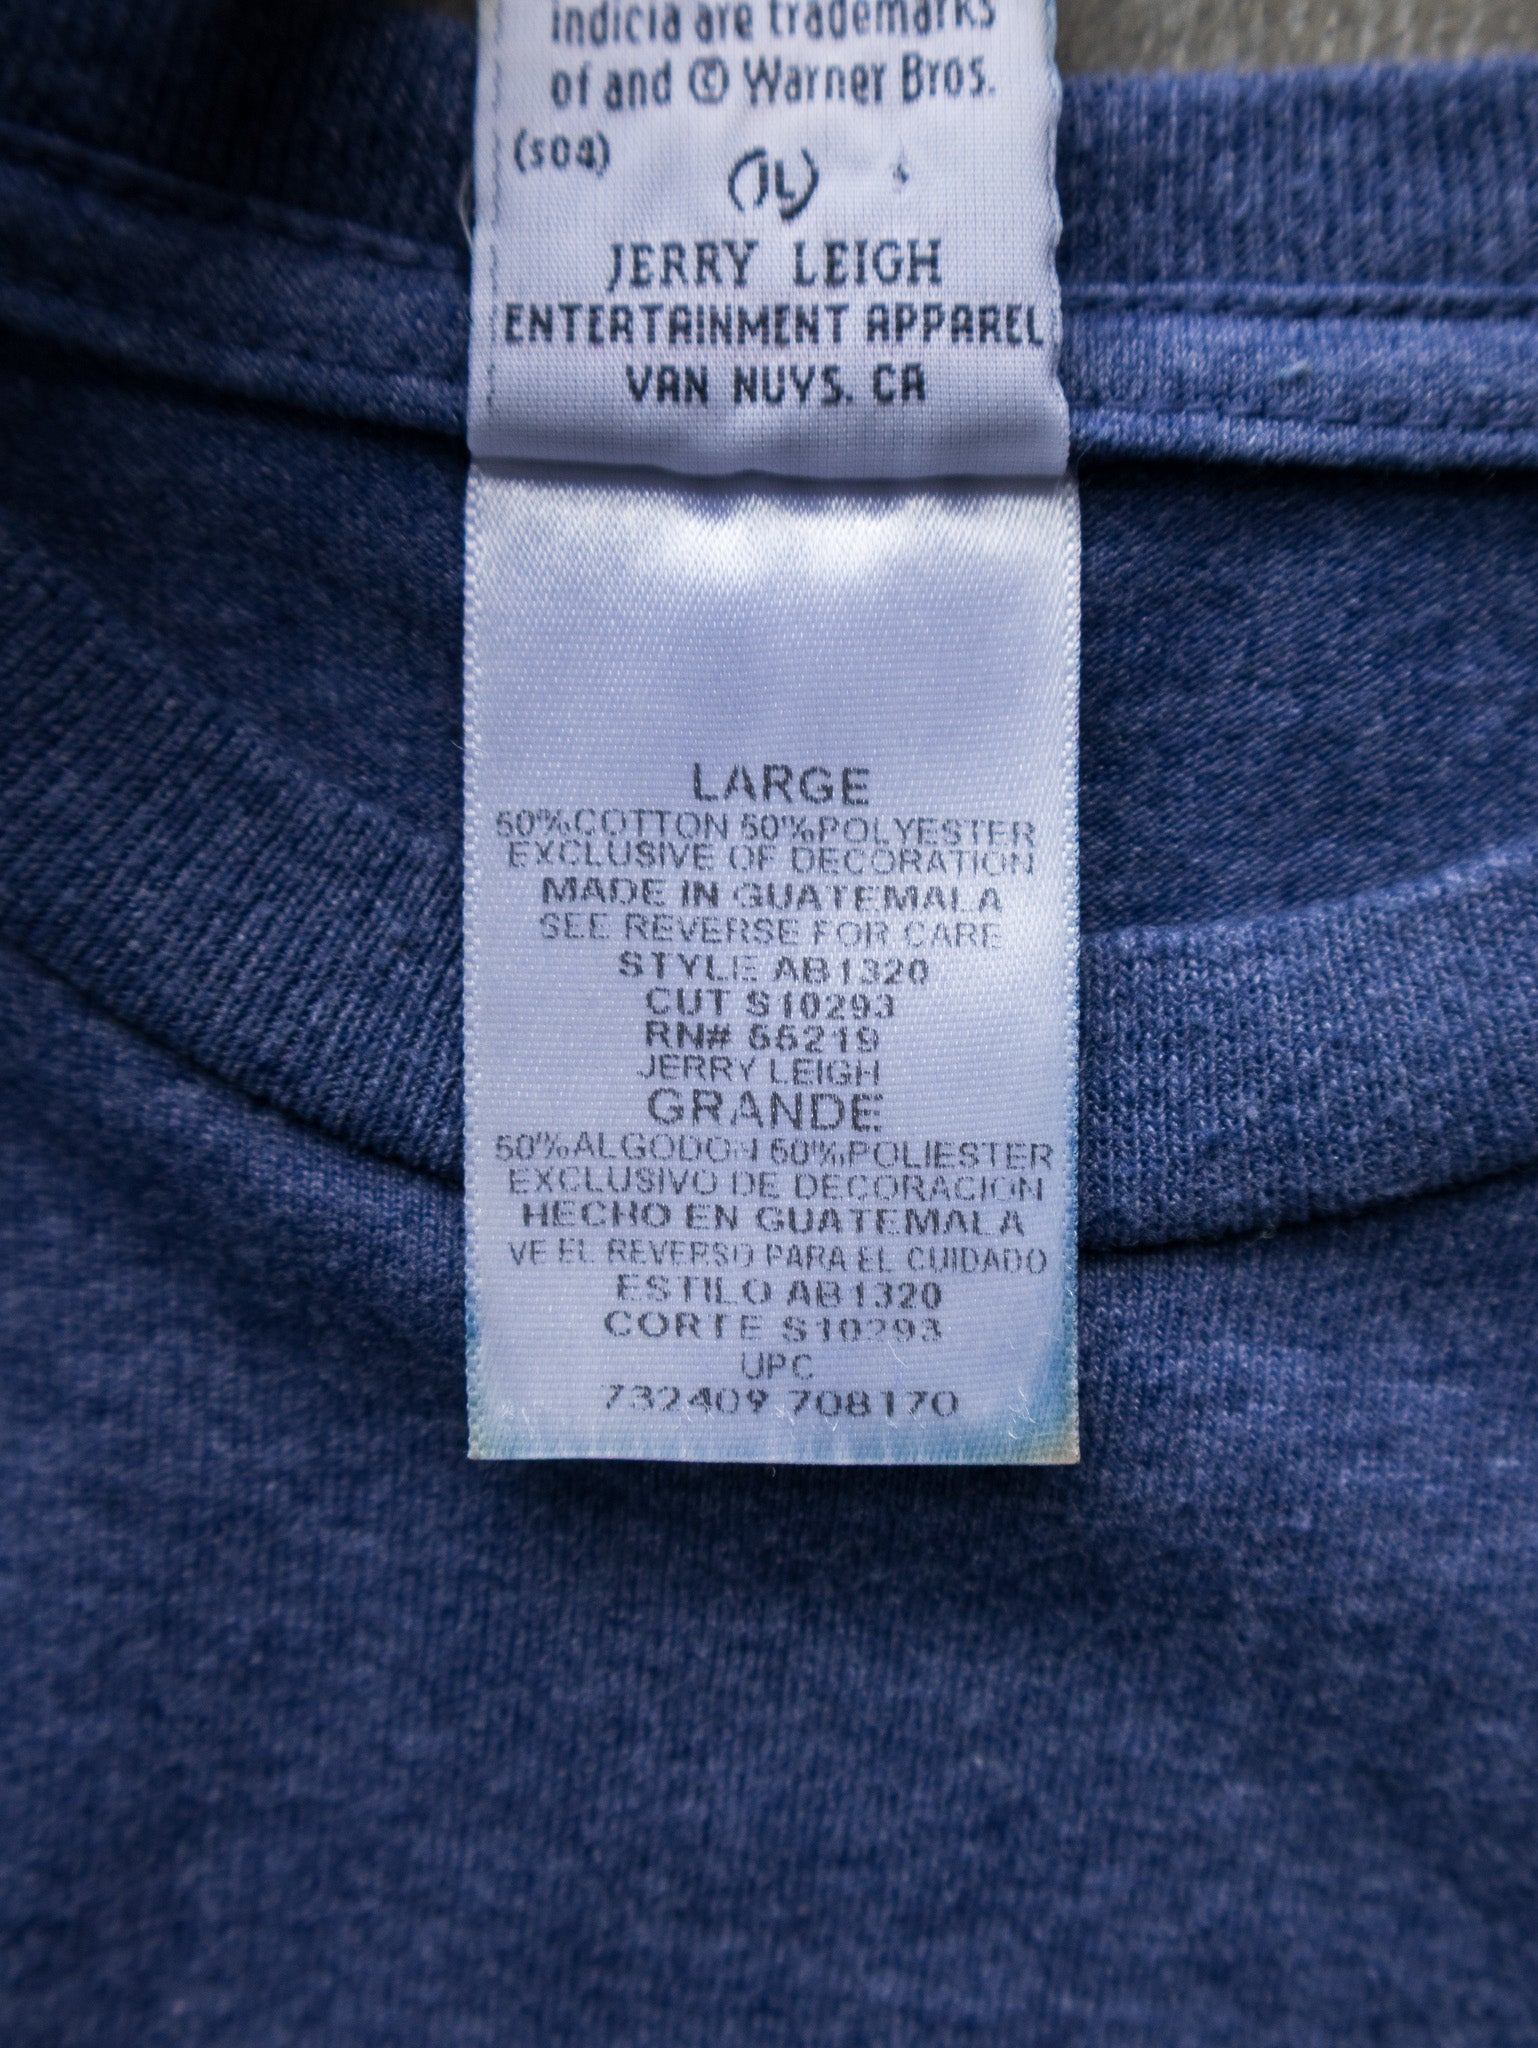 indicia are trademarks
of and © Warner Bros.
(s04)
JL
JERRY LEIGH
ENTERTAINMENT APPAREL
VAN NUYS. CA
LARGE
50%COTTON 50%POLYESTER
EXCLUSIVE OF DECORATION
MADE IN GUATEMALA
SEE REVERSE FOR CARE
STYLE AB1320
CUT S10293
RN# 55219
JERRY LEIGH
GRANDE
50%ALGODON 50%POLIESTER
EXCLUSIVO DE DECORACION
HECHO EN GUATEMALA
VE EL REVERSO PARA EL CUIDADO
ESTILO AB1320
CORTE S10293
UPC
732409 708170